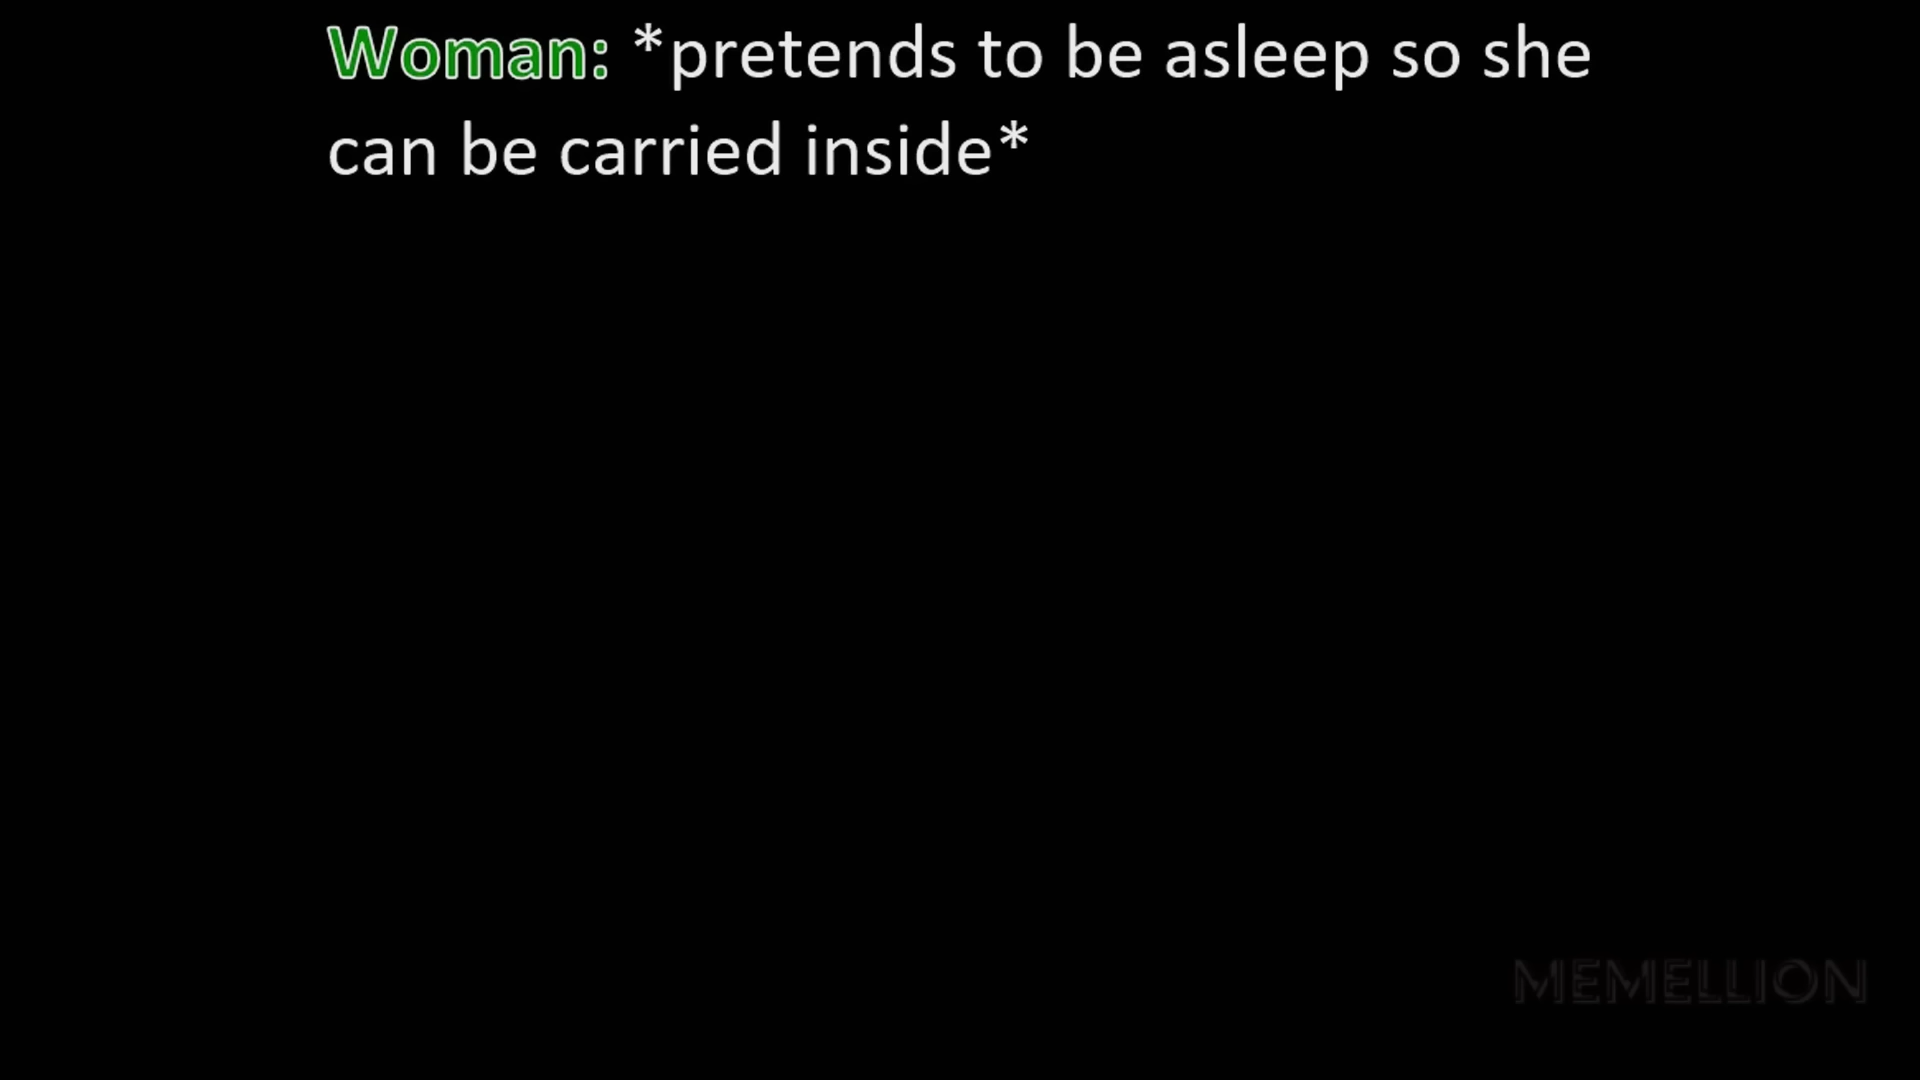 Woman: *pretends to be asleep so she
can be carried inside*
MEMELLION